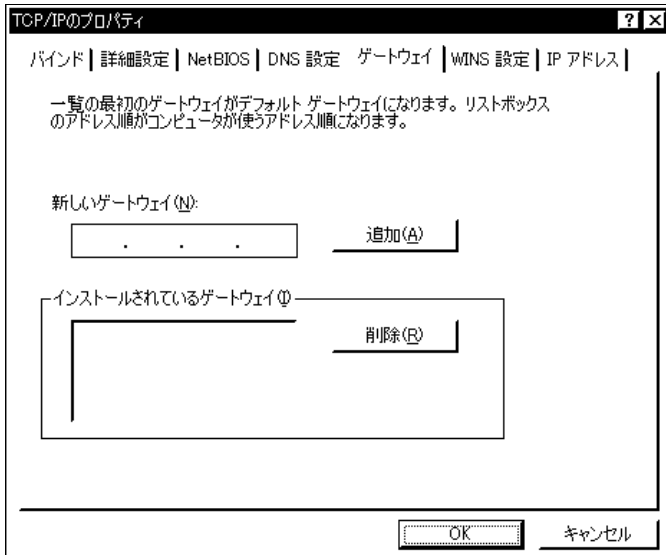 TCP/IPのプロパティ
バインド 詳細設定 NetBIOS DNS 設定 ゲートウェイ WINS 設定 IP アドレス
一覧の最初のゲートウェイがデフォルト ゲートウェイになります。リストボックス
のアドレス順がコンピュータが使うアドレス順になります。
新しいゲートウェイ(N):
. . .
追加(A)
インストールされているゲートウェイ(I)
削除(R)
OK キャンセル